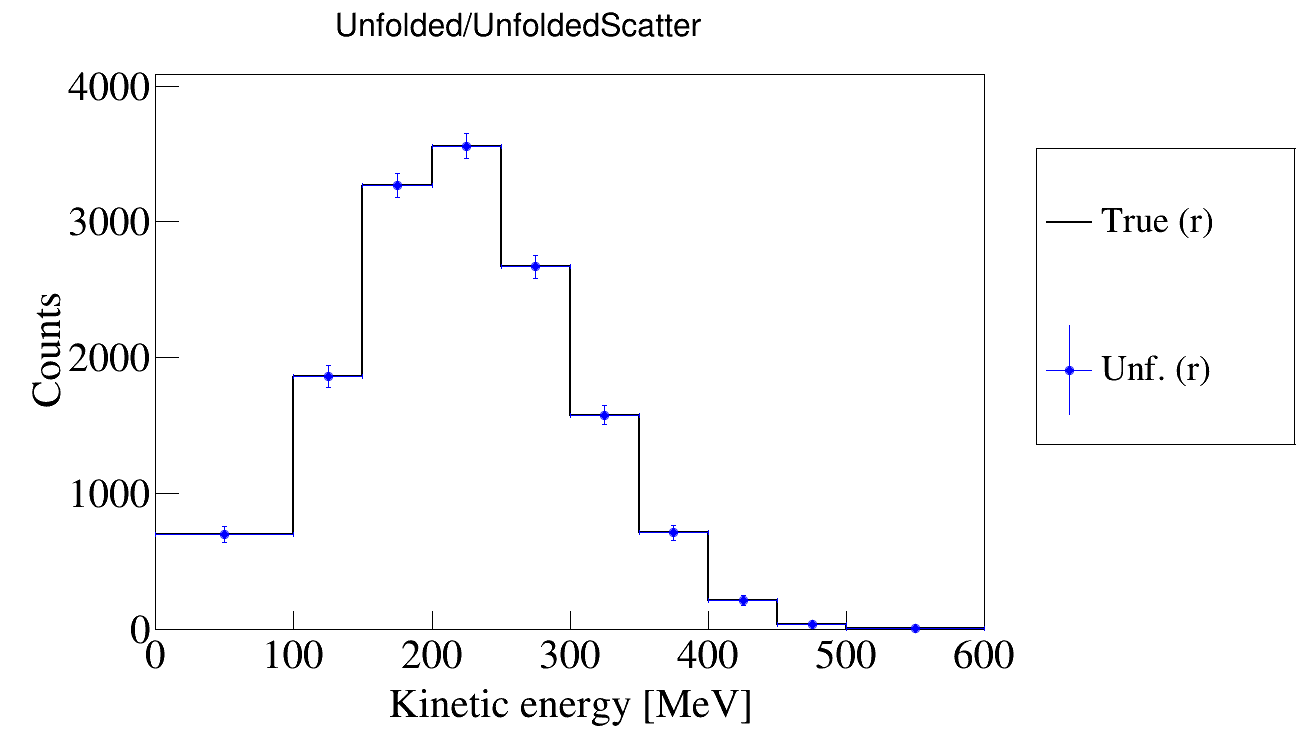 Unfolded/UnfoldedScatter
4000
3000
2000
1000
0
Counts
0 100 200 300 400 500 600
Kinetic energy [MeV]
True (r)
Unf. (r)